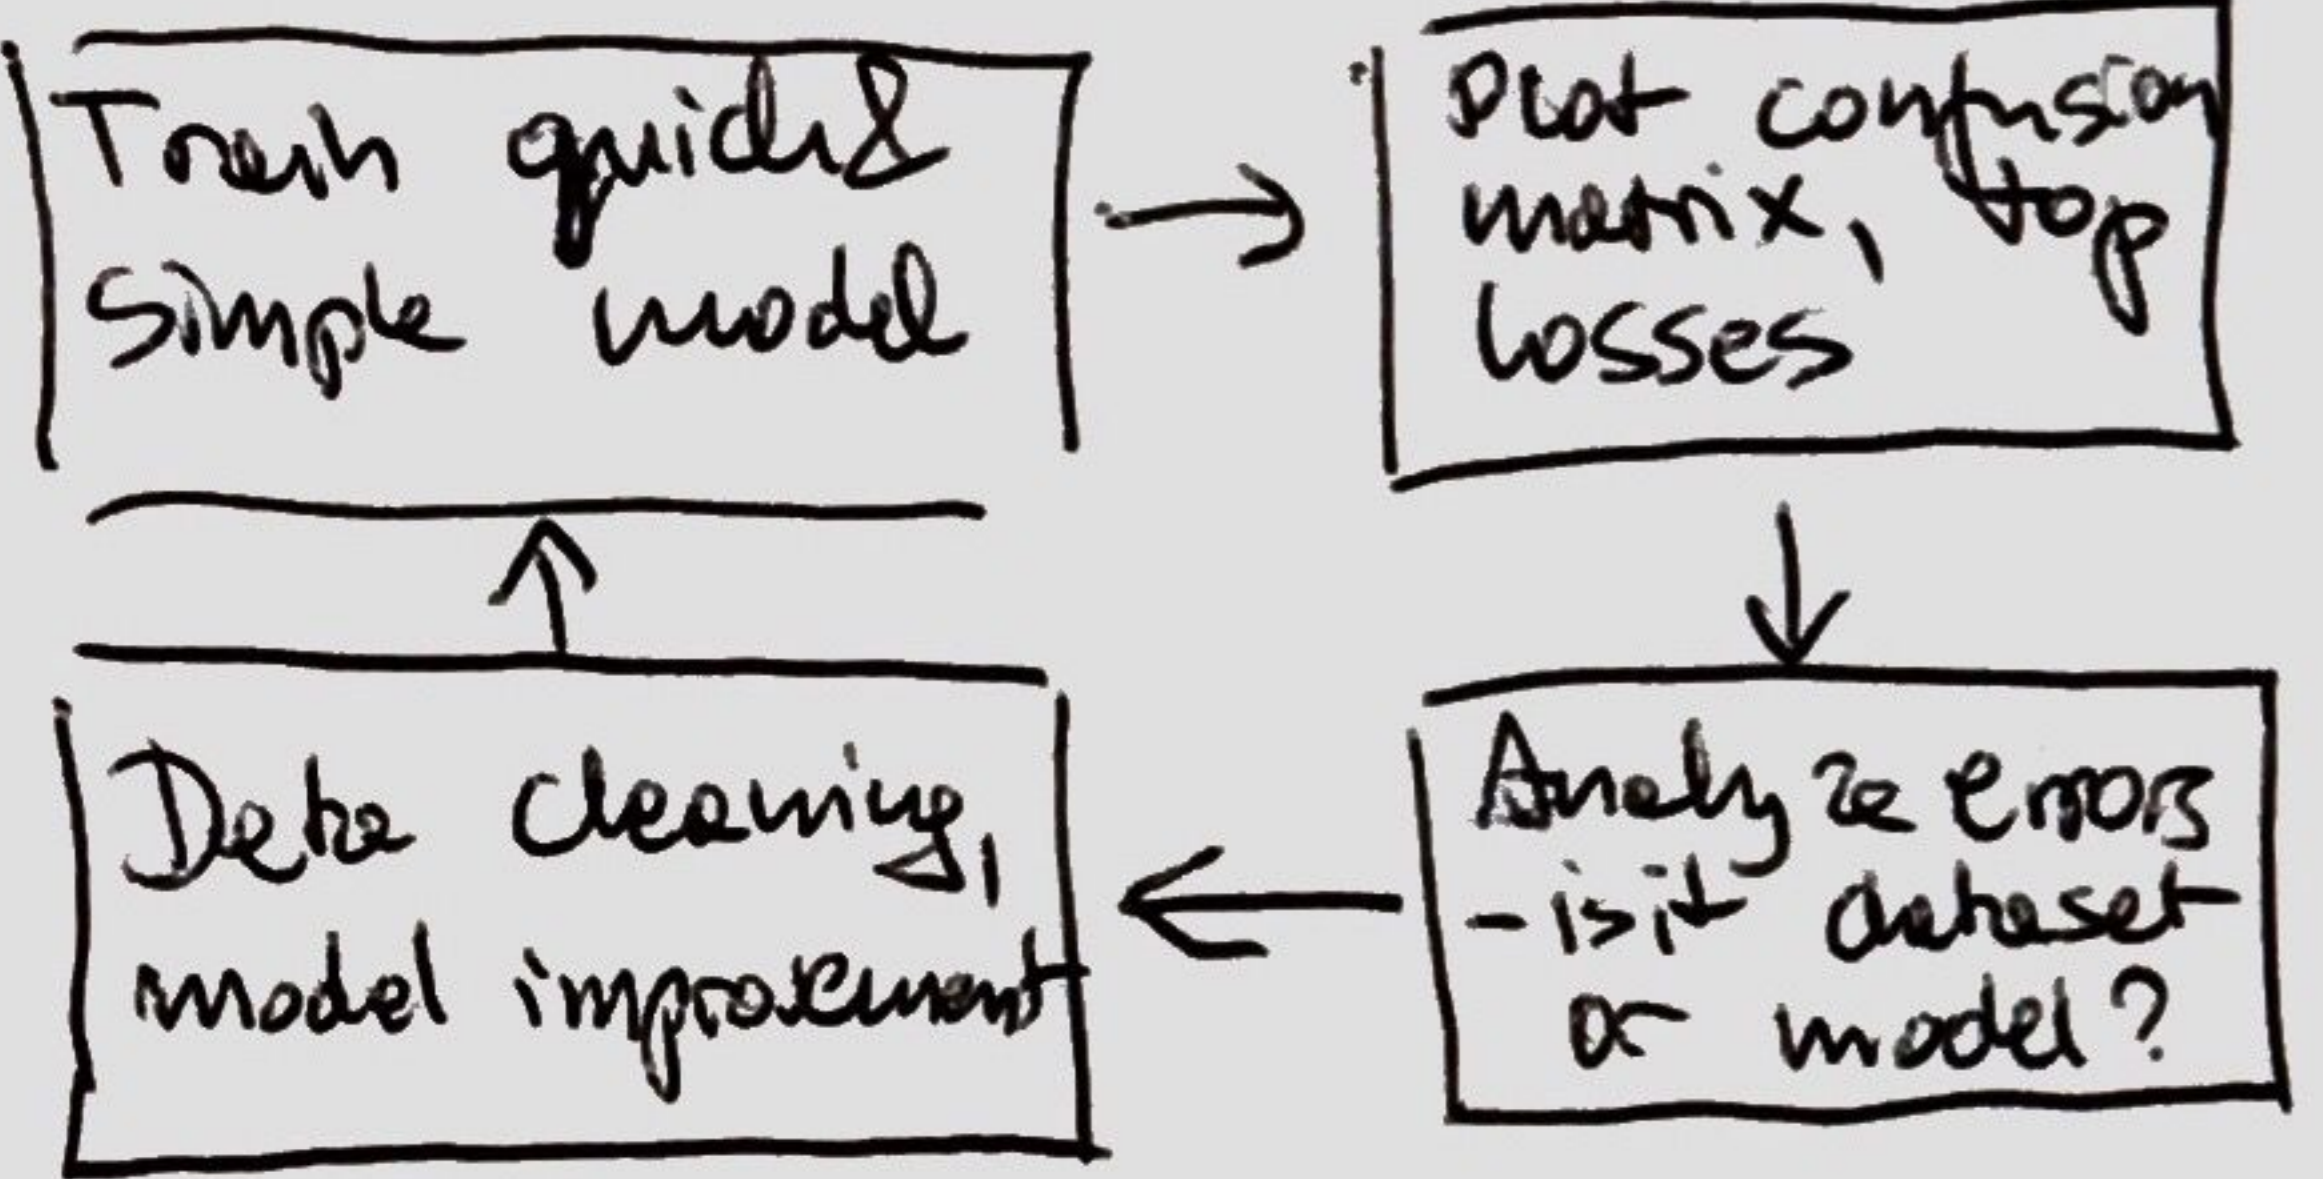 Train quick &
simple model
Plot confusion
matrix, top
losses
Data cleaning,
model improvement
Analyze errors
- is it dataset
or model?